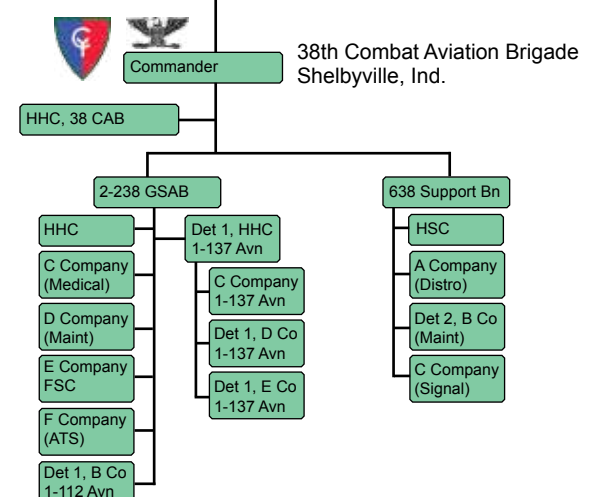 38th Combat Aviation Brigade
Shelbyville, Ind.
Commander
HHC, 38 CAB
2-238 GSAB
HHC
C Company
(Medical)
D Company
(Maint)
E Company
FSC
F Company
(ATS)
Det 1, B Co
1-112 Avn
Det 1, HHC
1-137 Avn
C Company
1-137 Avn
Det 1, D Co
1-137 Avn
Det 1, E Co
1-137 Avn
638 Support Bn
HSC
A Company
(Distro)
Det 2, B Co
(Maint)
C Company
(Signal)